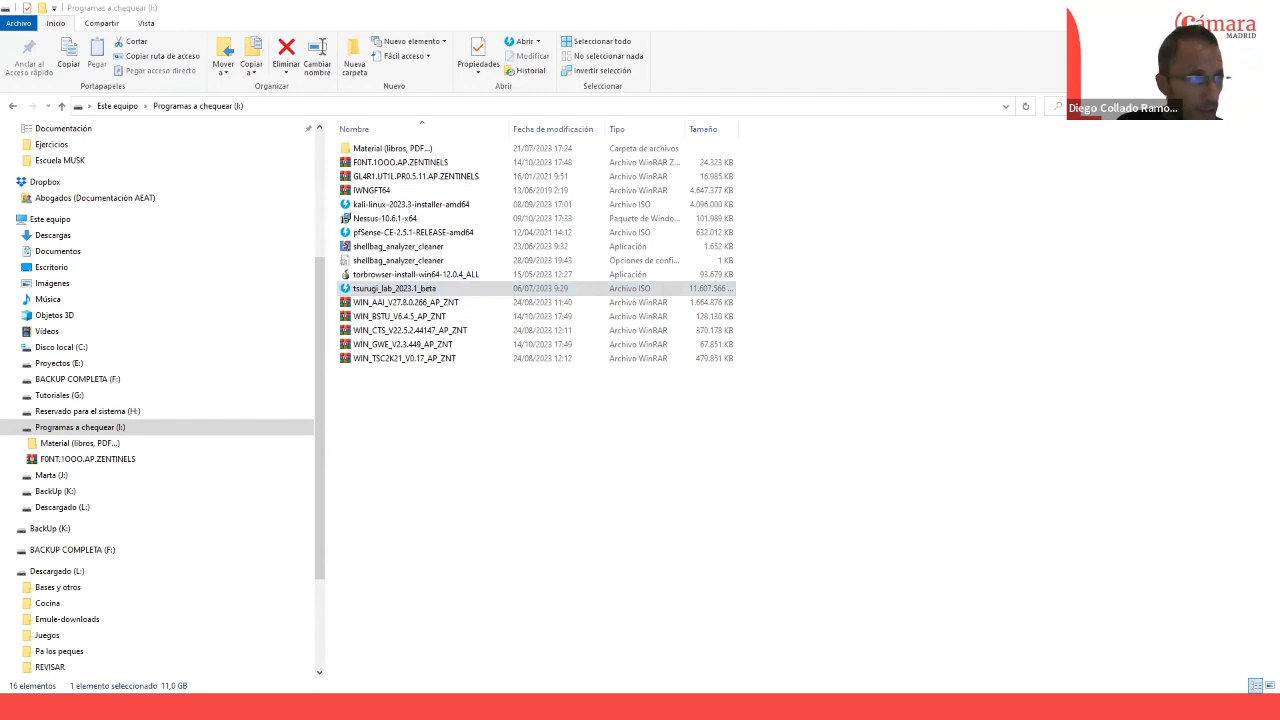 Programas a chequear (I:)
Archivo Inicio Compartir Vista
Anclar al Acceso rápido
Copiar
Pegar
Cortar
Copiar ruta de acceso
Pegar acceso directo
Portapapeles
Mover a
Copiar a
Eliminar
Cambiar nombre
Organizar
Nueva carpeta
Nuevo elemento
Fácil acceso
Nuevo
Propiedades
Abrir
Modificar
Historial
Abrir
Seleccionar todo
No seleccionar nada
Invertir selección
Seleccionar
Cámara
MADRID
Diego Collado Ramo...
Este equipo > Programas a chequear (I:)
Documentación
Ejercicios
Escuela MUSK
Dropbox
Abogados (Documentación AEAT)
Este equipo
Descargas
Documentos
Escritorio
Imágenes
Música
Objetos 3D
Vídeos
Disco local (C:)
Proyectos (E:)
BACKUP COMPLETA (F:)
Tutoriales (G:)
Reservado para el sistema (H:)
Programas a chequear (I:)
Material (libros, PDF...)
F0NT.1OOO.AP.ZENTINELS
Marta (J:)
BackUp (K:)
Descargado (L:)
BackUp (K:)
BACKUP COMPLETA (F:)
Descargado (L:)
Bases y otros
Cocina
Emule-downloads
Juegos
Pa los peques
REVISAR
Nombre Fecha de modificación Tipo Tamaño
Material (libros, PDF...) 21/07/2023 17:24 Carpeta de archivos
F0NT.1OOO.AP.ZENTINELS 14/10/2023 17:48 Archivo WinRAR Z... 24.323 KB
GL4R1.UT1L.PR0.5.11.AP.ZENTINELS 16/01/2021 9:51 Archivo WinRAR 16.985 KB
IWNGFT64 13/06/2019 2:19 Archivo WinRAR 4.647.377 KB
kali-linux-2023.3-installer-amd64 08/09/2023 17:01 Archivo ISO 4.096.000 KB
Nessus-10.6.1-x64 09/10/2023 17:33 Paquete de Windo... 101.989 KB
pfSense-CE-2.5.1-RELEASE-amd64 12/04/2021 14:12 Archivo ISO 632.012 KB
shellbag_analyzer_cleaner 23/06/2023 9:32 Aplicación 1.652 KB
shellbag_analyzer_cleaner 28/09/2023 19:43 Opciones de confi... 1 KB
torbrowser-install-win64-12.0.4_ALL 15/05/2023 12:27 Aplicación 93.679 KB
tsurugi_lab_2023.1_beta 06/07/2023 9:29 Archivo ISO 11.607.566 ...
WIN_AAI_V27.8.0.266_AP_ZNT 24/08/2023 11:40 Archivo WinRAR 1.664.876 KB
WIN_BSTU_V6.4.5_AP_ZNT 14/10/2023 17:49 Archivo WinRAR 128.130 KB
WIN_CTS_V22.5.2.44147_AP_ZNT 24/08/2023 12:11 Archivo WinRAR 370.178 KB
WIN_GWE_V2.3.449_AP_ZNT 14/10/2023 17:49 Archivo WinRAR 67.851 KB
WIN_TSC2K21_V0.17_AP_ZNT 24/08/2023 12:12 Archivo WinRAR 479.851 KB
16 elementos 1 elemento seleccionado 11,0 GB